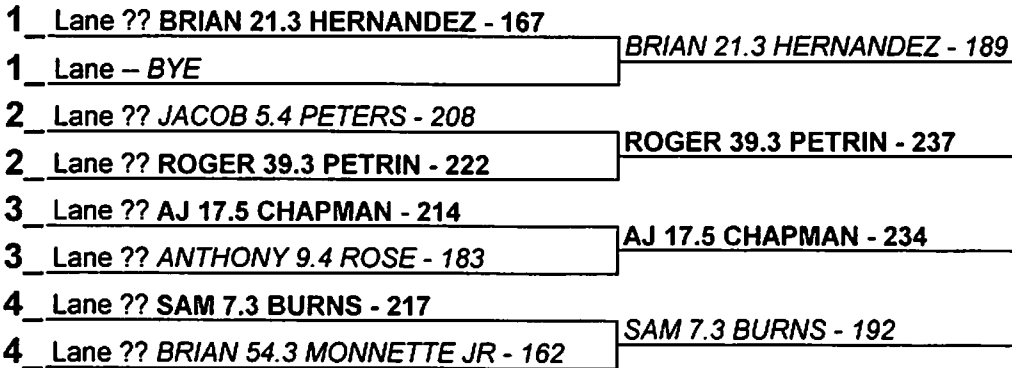 1_ Lane ?? BRIAN 21.3 HERNANDEZ - 167
BRIAN 21.3 HERNANDEZ - 189
1_ Lane -- BYE
2_ Lane ?? JACOB 5.4 PETERS - 208
ROGER 39.3 PETRIN - 237
2_ Lane ?? ROGER 39.3 PETRIN - 222
3_ Lane ?? AJ 17.5 CHAPMAN - 214
AJ 17.5 CHAPMAN - 234
3_ Lane ?? ANTHONY 9.4 ROSE - 183
4_ Lane ?? SAM 7.3 BURNS - 217
SAM 7.3 BURNS - 192
4_ Lane ?? BRIAN 54.3 MONNETTE JR - 162